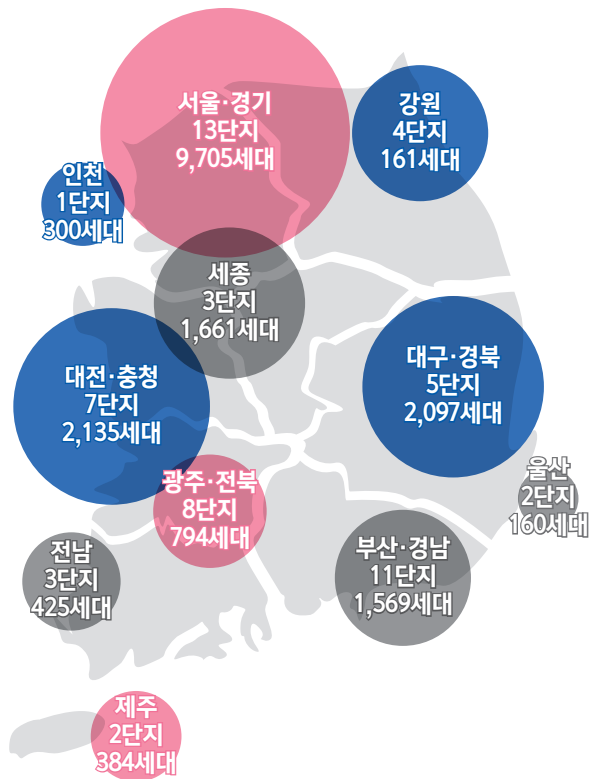 서울·경기
13단지
9,705세대
강원
4단지
161세대
인천
1단지
300세대
세종
3단지
1,661세대
대전·충청
7단지
2,135세대
대구·경북
5단지
2,097세대
광주·전북
8단지
794세대
울산
2단지
160세대
전남
3단지
425세대
부산·경남
11단지
1,569세대
제주
2단지
384세대